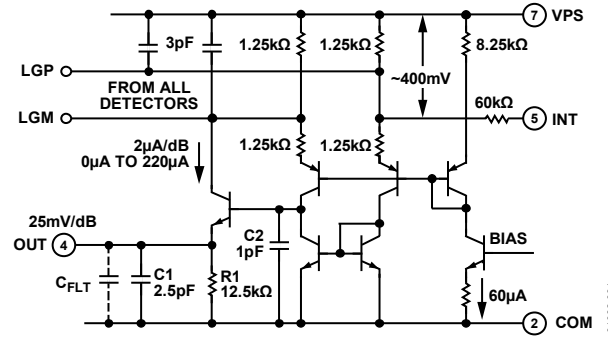 7 VPS
3pF 1.25kΩ 1.25kΩ 8.25kΩ
LGP
FROM ALL
DETECTORS
~400mV
LGM
60kΩ
5 INT
2µA/dB
0µA TO 220µA
1.25kΩ 1.25kΩ
25mV/dB
OUT 4
C2
1pF
BIAS
CFLT
C1
2.5pF
R1
12.5kΩ
60µA
2 COM